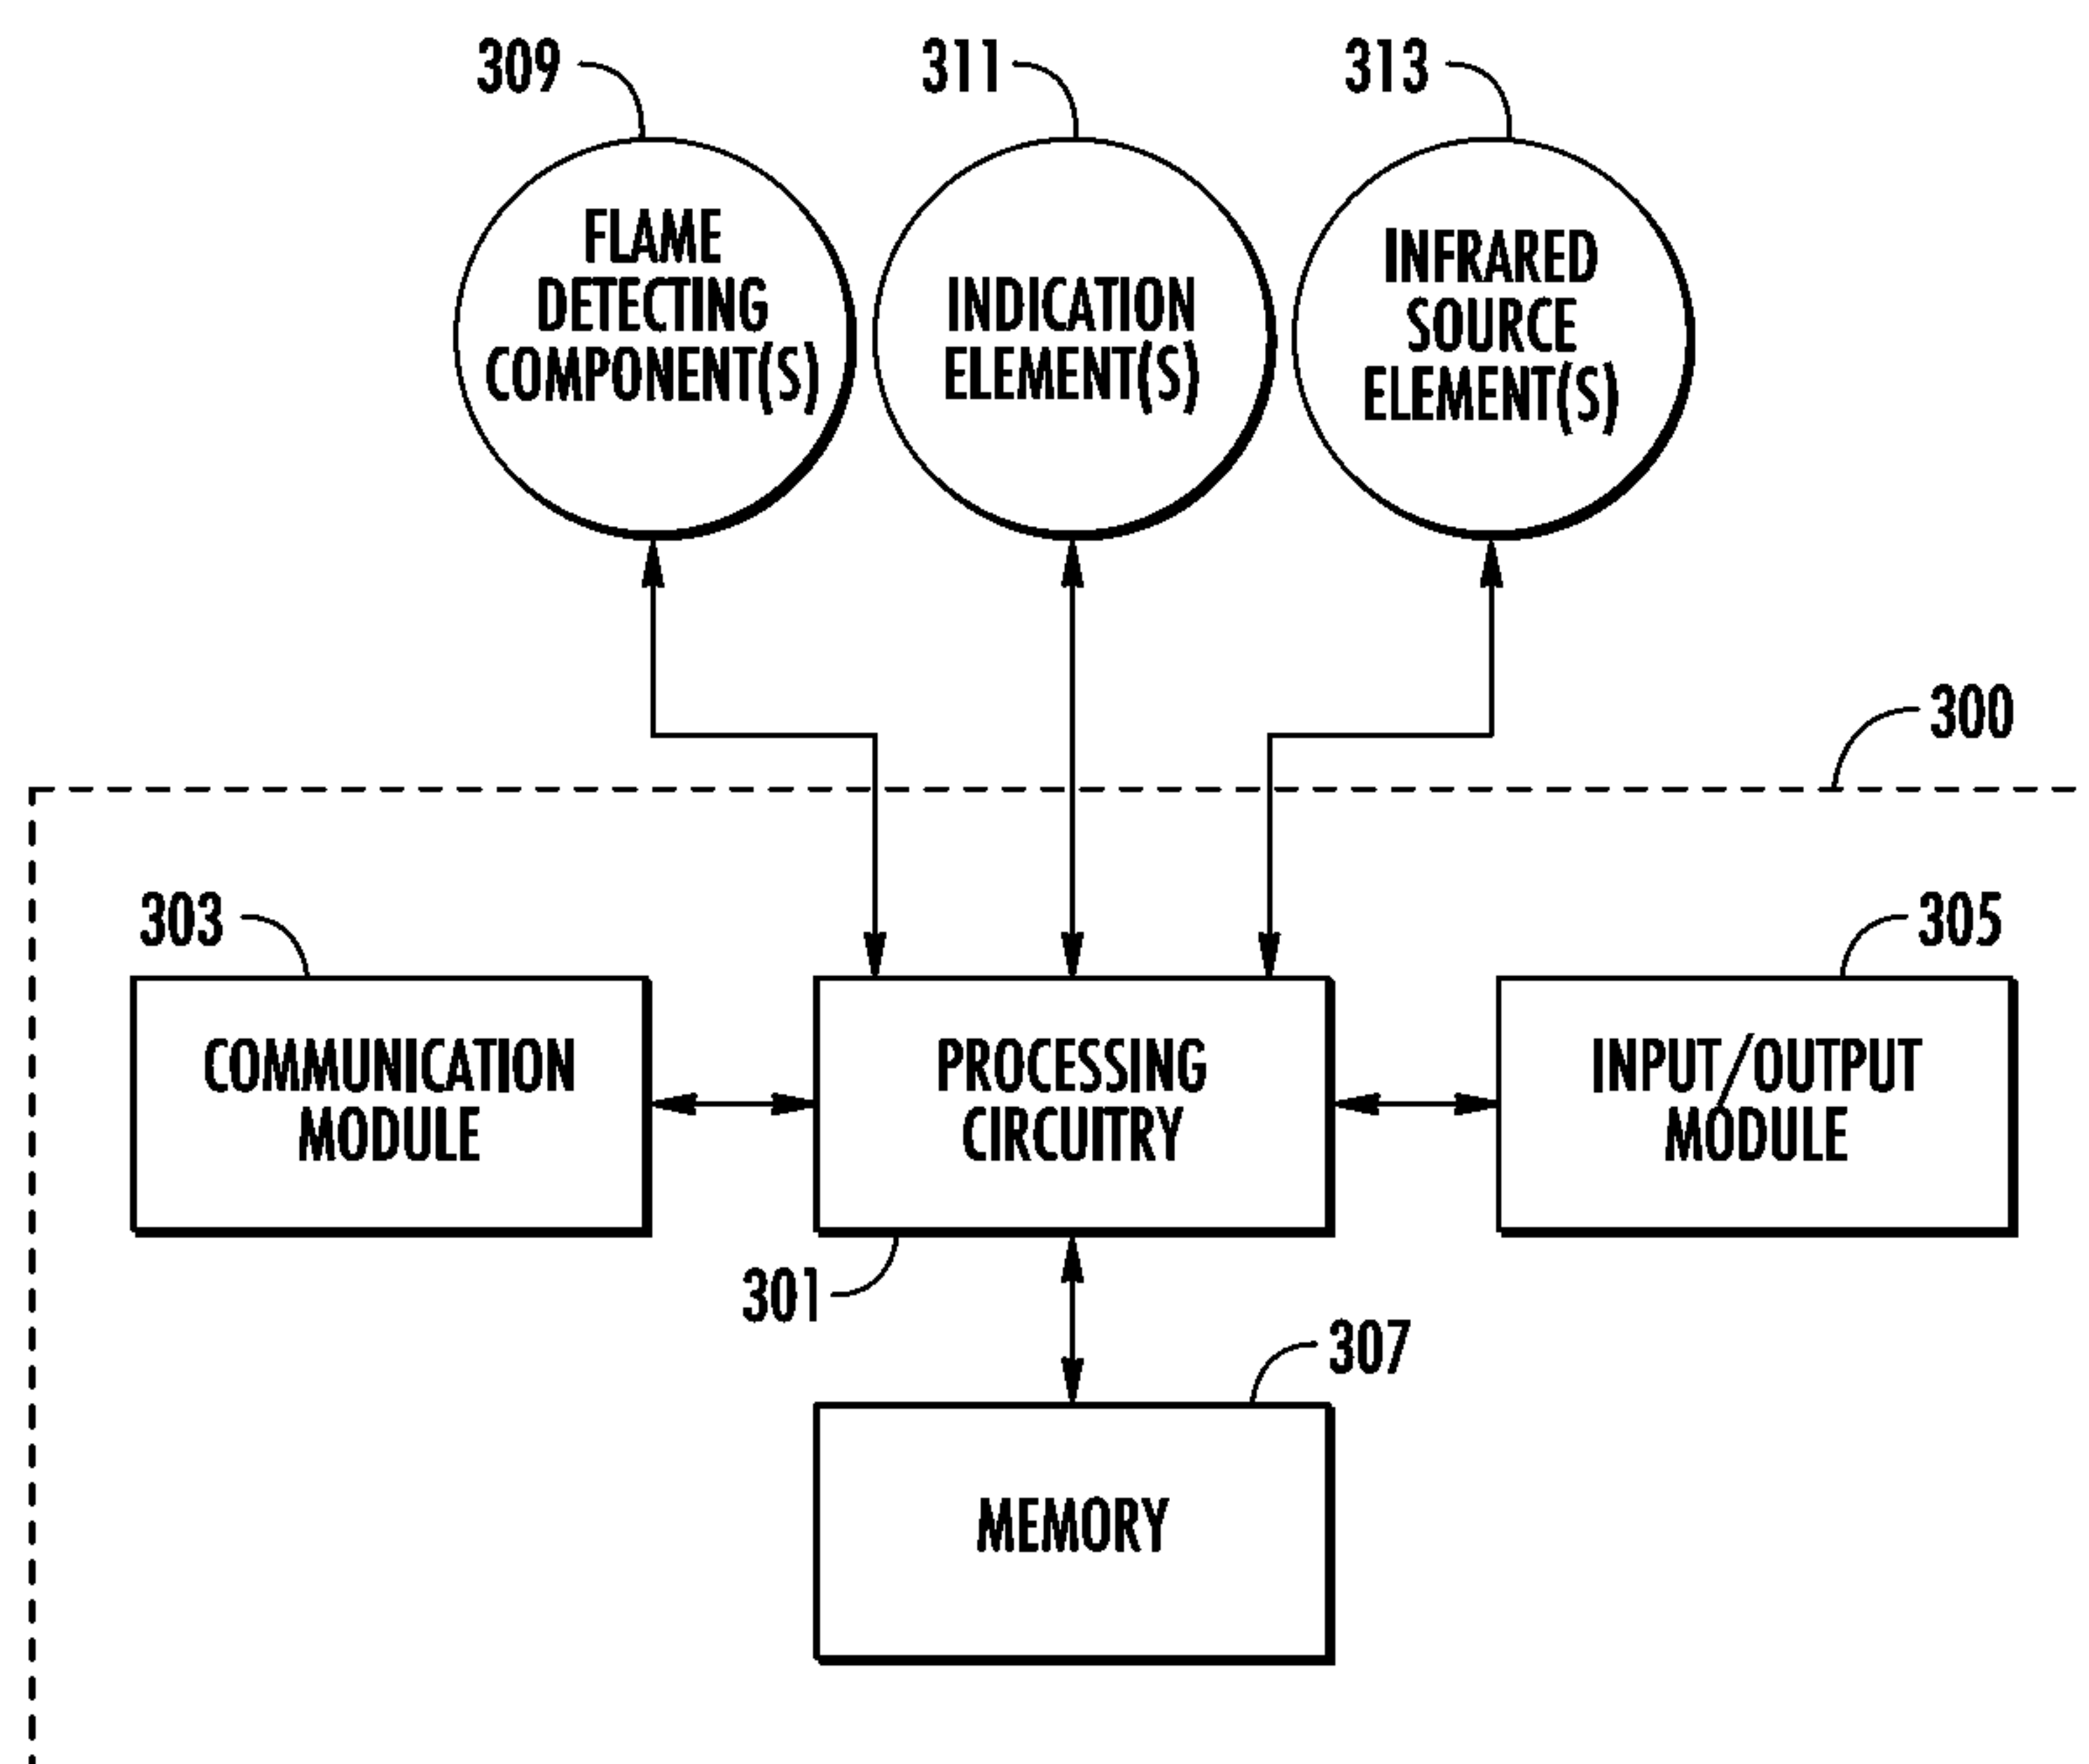 309
311
313
FLAME
DETECTING
COMPONENT(S)
INDICATION
ELEMENT(S)
INFRARED
SOURCE
ELEMENT(S)
300
303
305
COMMUNICATION
MODULE
PROCESSING
CIRCUITRY
INPUT/OUTPUT
MODULE
301
307
MEMORY